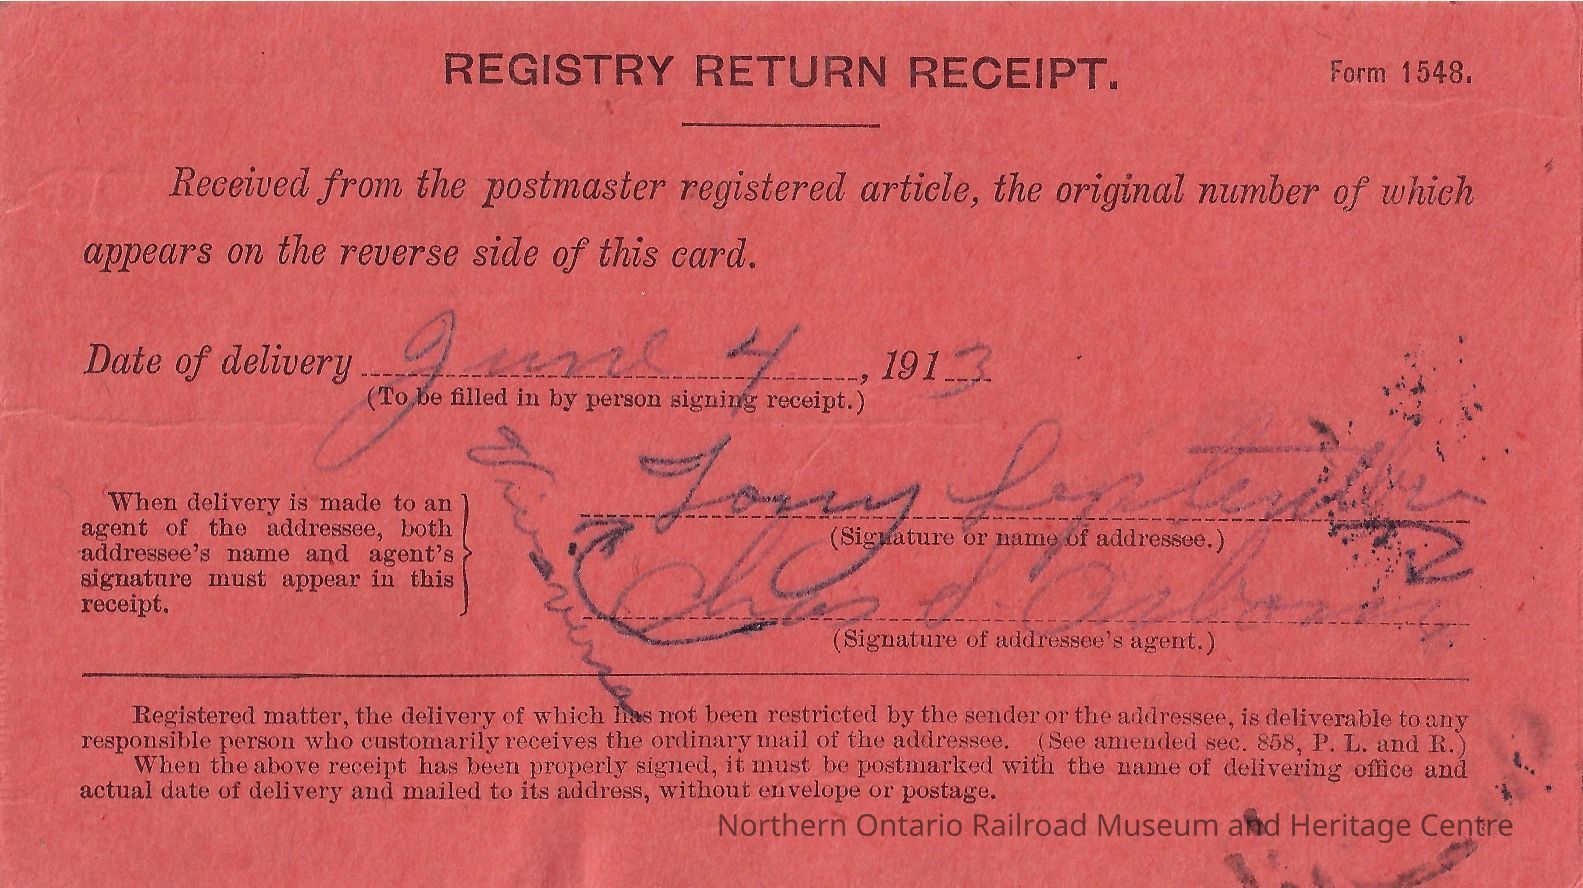 REGISTRY RETURN RECEIPT.
Form 1548.
Received from the postmaster registered article, the original number of which
appears on the reverse side of this card.
Date of delivery June 4, 1913
(To be filled in by person signing receipt.)
When delivery is made to an
agent of the addressee, both
addressee's name and agent's
signature must appear in this
receipt.
Vice versa
Tony
(Signature or name of addressee.)
Chas
(Signature of addressee's agent.)
Registered matter, the delivery of which has not been restricted by the sender or the addressee, is deliverable to any
responsible person who customarily receives the ordinary mail of the addressee. (See amended sec. 858, P. L. and R.)
When the above receipt has been properly signed, it must be postmarked with the name of delivering office and
actual date of delivery and mailed to its address, without envelope or postage.
Northern Ontario Railroad Museum and Heritage Centre